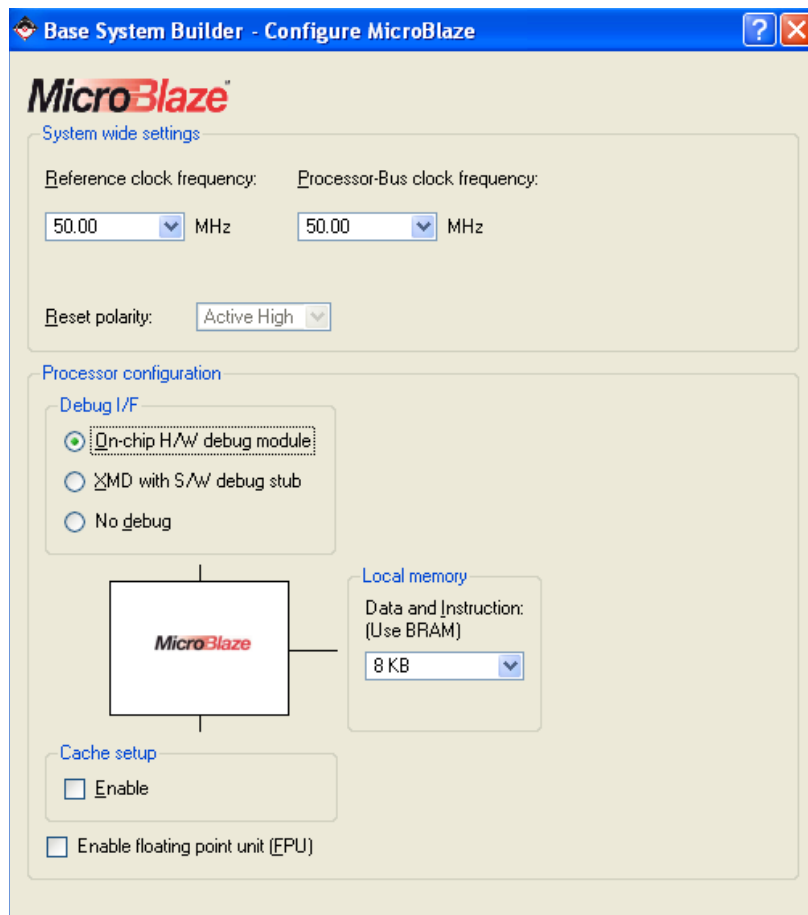 Base System Builder - Configure MicroBlaze
MicroBlaze™
System wide settings
Reference clock frequency: Processor-Bus clock frequency:
50.00 MHz 50.00 MHz
Reset polarity: Active High
Processor configuration
Debug I/F
On-chip H/W debug module
XMD with S/W debug stub
No debug
Local memory
Data and Instruction:
(Use BRAM)
8 KB
MicroBlaze
Cache setup
Enable
Enable floating point unit (FPU)